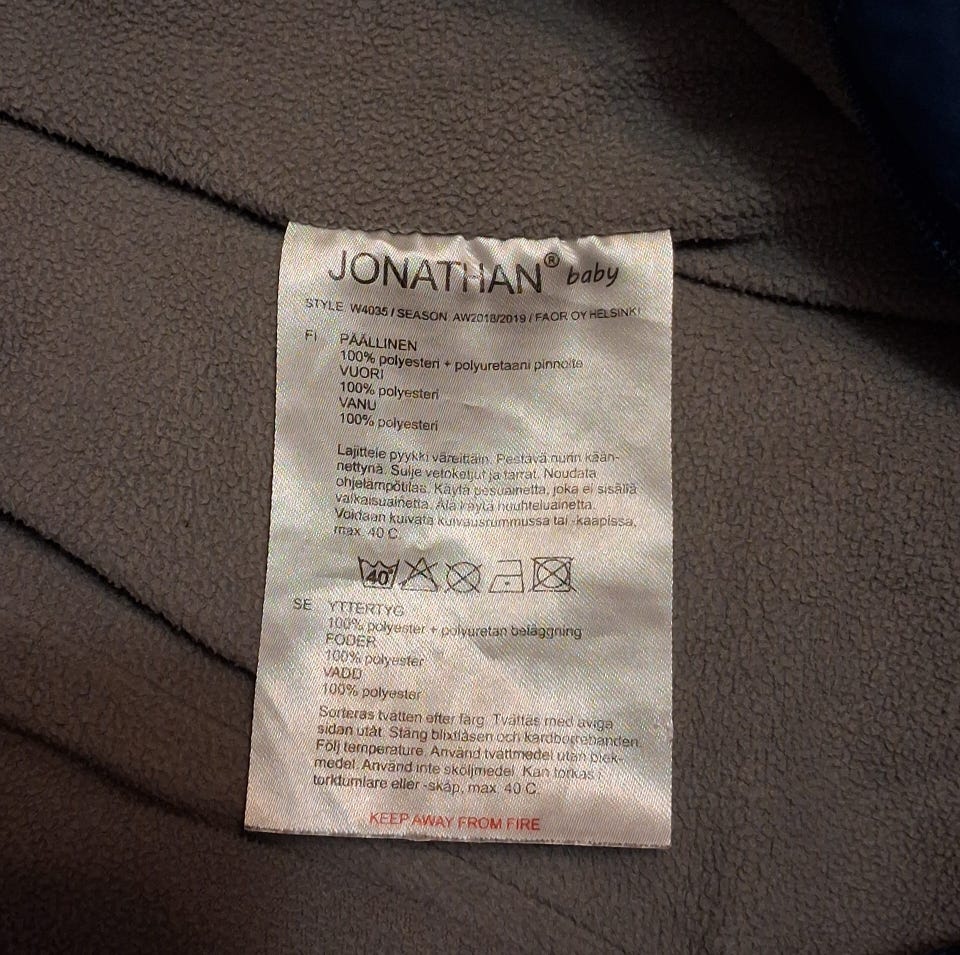 JONATHAN® baby
STYLE W4035 / SEASON AW2018/2019 / FAOR OY HELSINKI
FI PÄÄLLINEN
100% polyesteri + polyuretaani pinnoite
VUORI
100% polyesteri
VANU
100% polyesteri
Lajittele pyykki väreittäin. Pestävä nurin kään-
nettynä. Sulje vetoketjut ja tarrat. Noudata
ohjelämpötilaa. Käytä pesuainetta, joka ei sisällä
valkaisuainetta. Älä käytä huuhteluainetta.
Voidaan kuivata kuivausrummussa tai -kaapissa,
max. 40 C.
40
SE YTTERTYG
100% polyester + polyuretan beläggning
FODER
100% polyester
VADD
100% polyester
Sorteras tvätten efter färg. Tvättas med aviga
sidan utåt. Stäng blixtlåsen och kardborrebanden.
Följ temperature. Använd tvättmedel utan blek-
medel. Använd inte sköljmedel. Kan torkas i
torktumlare eller -skåp, max. 40 C.
KEEP AWAY FROM FIRE